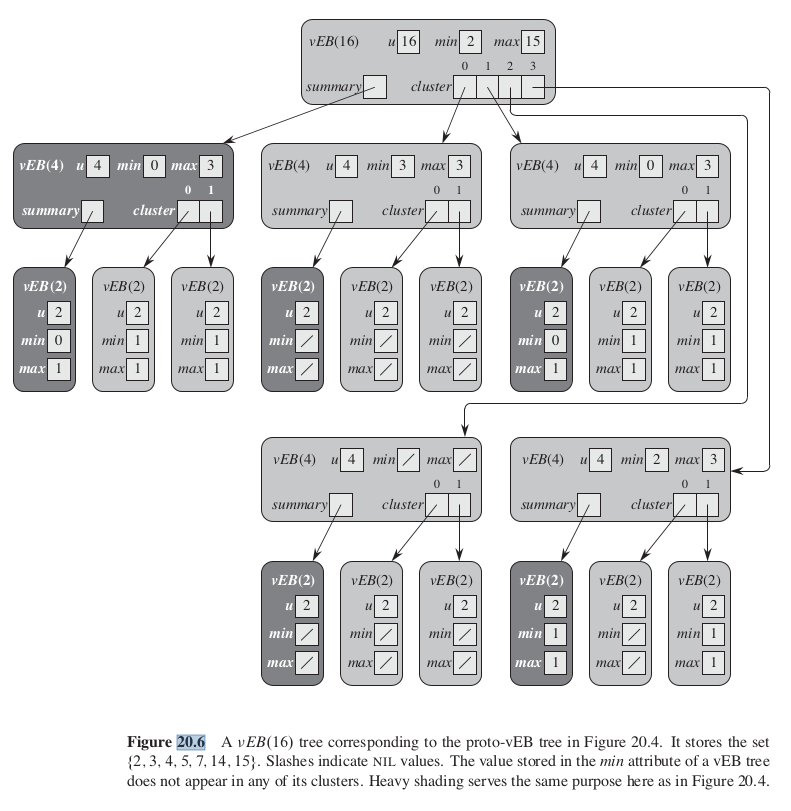 vEB(16) u 16 min 2 max 15
0 1 2 3
summary cluster
vEB(4) u 4 min 0 max 3
0 1
summary cluster
vEB(4) u 4 min 3 max 3
0 1
summary cluster
vEB(4) u 4 min 0 max 3
0 1
summary cluster
vEB(2)
u 2
min 0
max 1
vEB(2)
u 2
min 1
max 1
vEB(2)
u 2
min 1
max 1
vEB(2)
u 2
min /
max /
vEB(2)
u 2
min /
max /
vEB(2)
u 2
min /
max /
vEB(2)
u 2
min 0
max 1
vEB(2)
u 2
min 1
max 1
vEB(2)
u 2
min 1
max 1
vEB(4) u 4 min / max /
0 1
summary cluster
vEB(4) u 4 min 2 max 3
0 1
summary cluster
vEB(2)
u 2
min /
max /
vEB(2)
u 2
min /
max /
vEB(2)
u 2
min /
max /
vEB(2)
u 2
min 1
max 1
vEB(2)
u 2
min /
max /
vEB(2)
u 2
min 1
max 1
Figure 20.6 A vEB(16) tree corresponding to the proto-vEB tree in Figure 20.4. It stores the set
{2, 3, 4, 5, 7, 14, 15}. Slashes indicate NIL values. The value stored in the min attribute of a vEB tree
does not appear in any of its clusters. Heavy shading serves the same purpose here as in Figure 20.4.